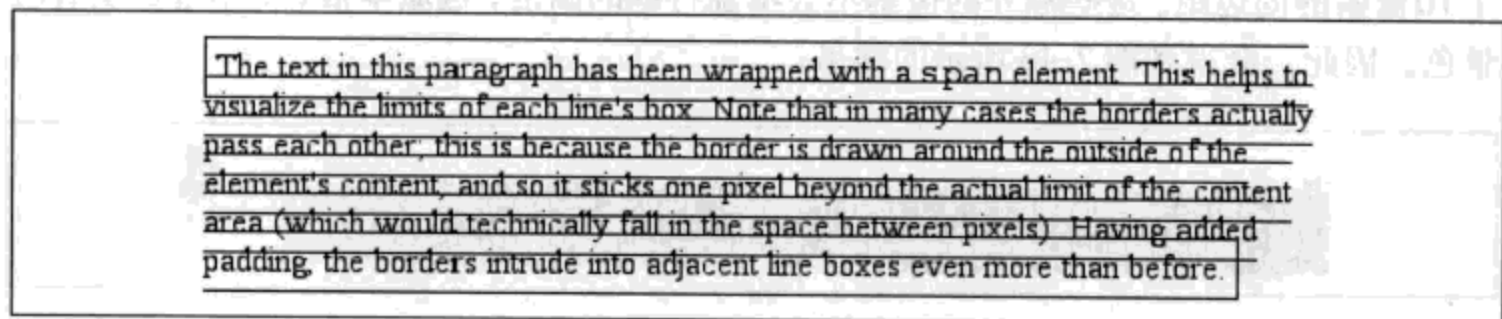 The text in this paragraph has been wrapped with a span element. This helps to
visualize the limits of each line's box. Note that in many cases the borders actually
pass each other; this is because the border is drawn around the outside of the
element's content, and so it sticks one pixel beyond the actual limit of the content
area (which would technically fall in the space between pixels). Having added
padding, the borders intrude into adjacent line boxes even more than before.